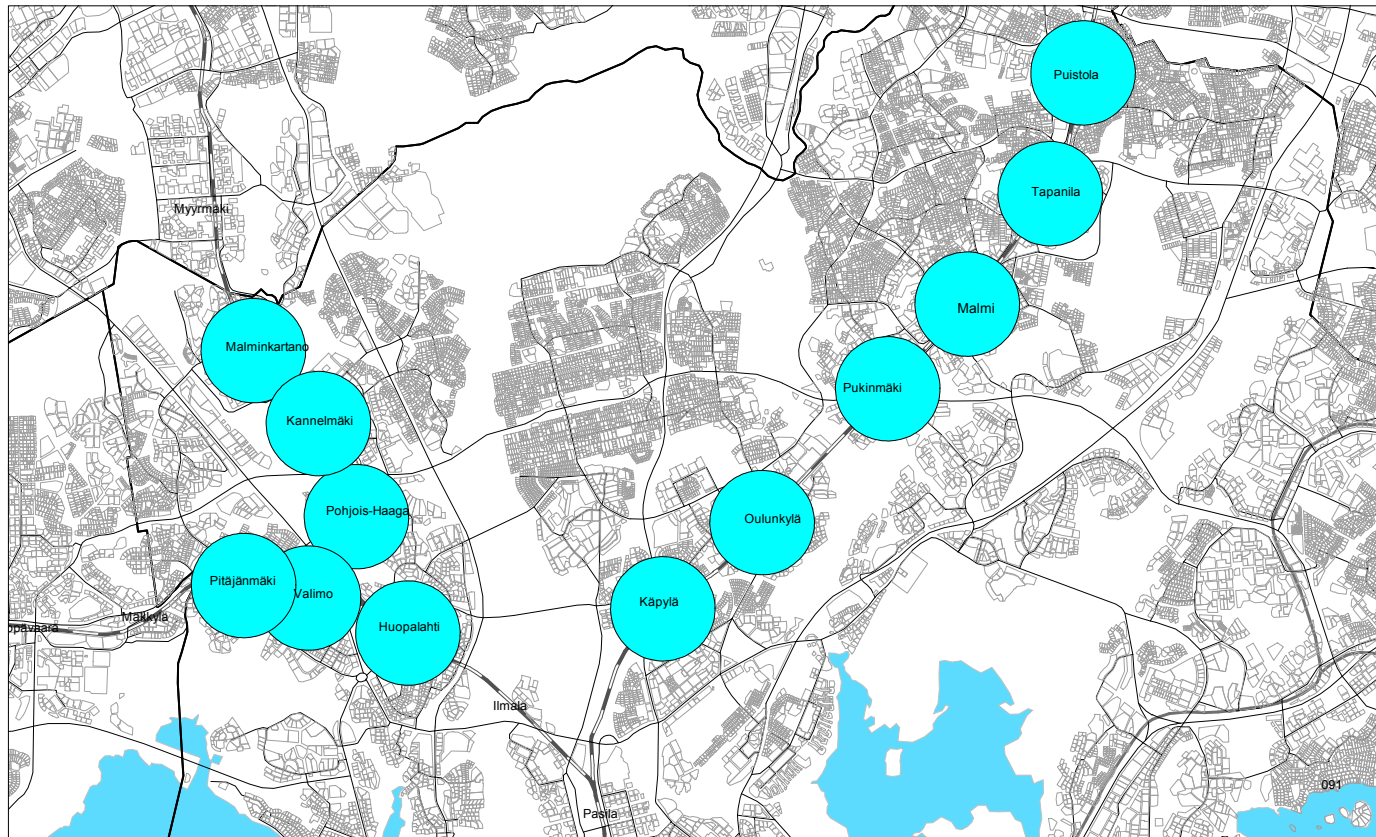 Puistola
Tapanila
Myyrmäki
Malmi
Malminkartano
Pukinmäki
Kannelmäki
Pohjois-Haaga
Oulunkylä
Pitäjänmäki
Valimo
Käpylä
Mäkkylä
Huopalahti
Ilmala
091
Pasila